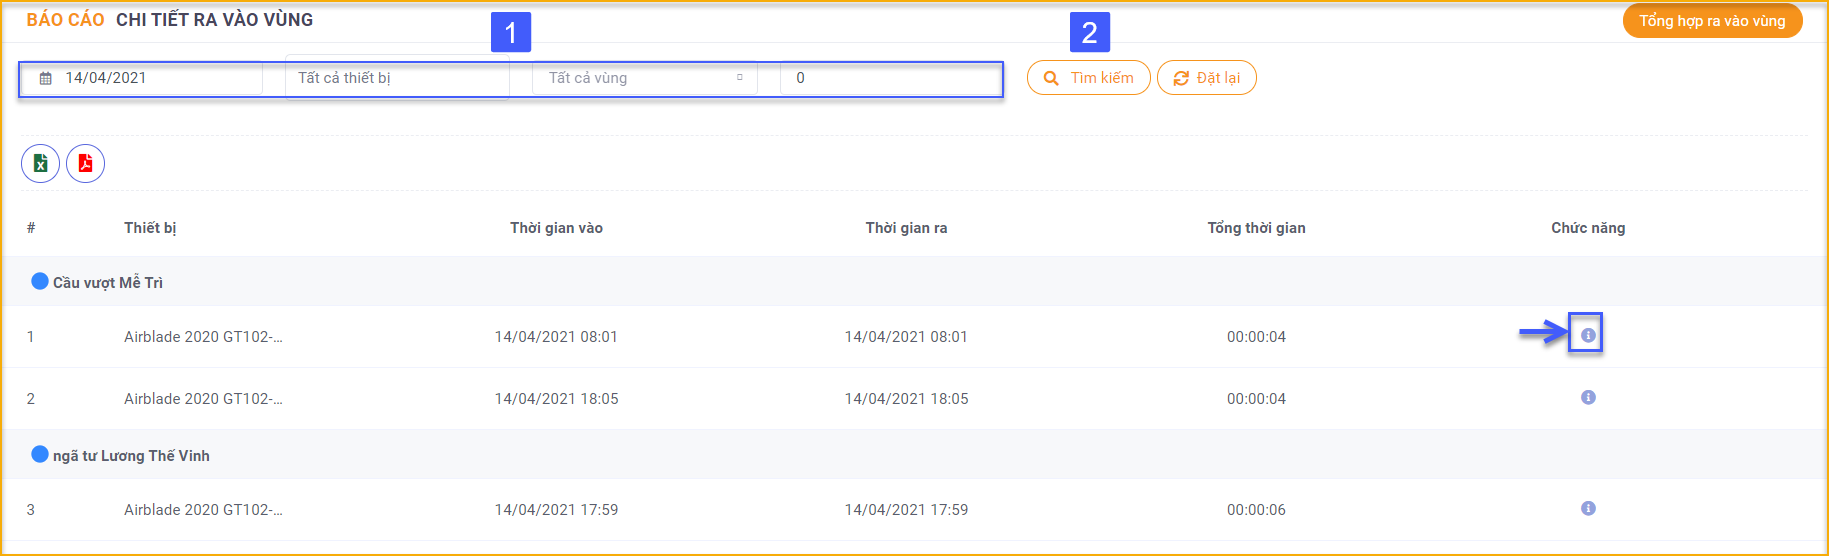 BÁO CÁO CHI TIẾT RA VÀO VÙNG
Tổng hợp ra vào vùng
1
2
14/04/2021 Tất cả thiết bị Tất cả vùng 0 Tìm kiếm Đặt lại
# Thiết bị Thời gian vào Thời gian ra Tổng thời gian Chức năng
Cầu vượt Mễ Trì
1 Airblade 2020 GT102-... 14/04/2021 08:01 14/04/2021 08:01 00:00:04
2 Airblade 2020 GT102-... 14/04/2021 18:05 14/04/2021 18:05 00:00:04
ngã tư Lương Thế Vinh
3 Airblade 2020 GT102-... 14/04/2021 17:59 14/04/2021 17:59 00:00:06